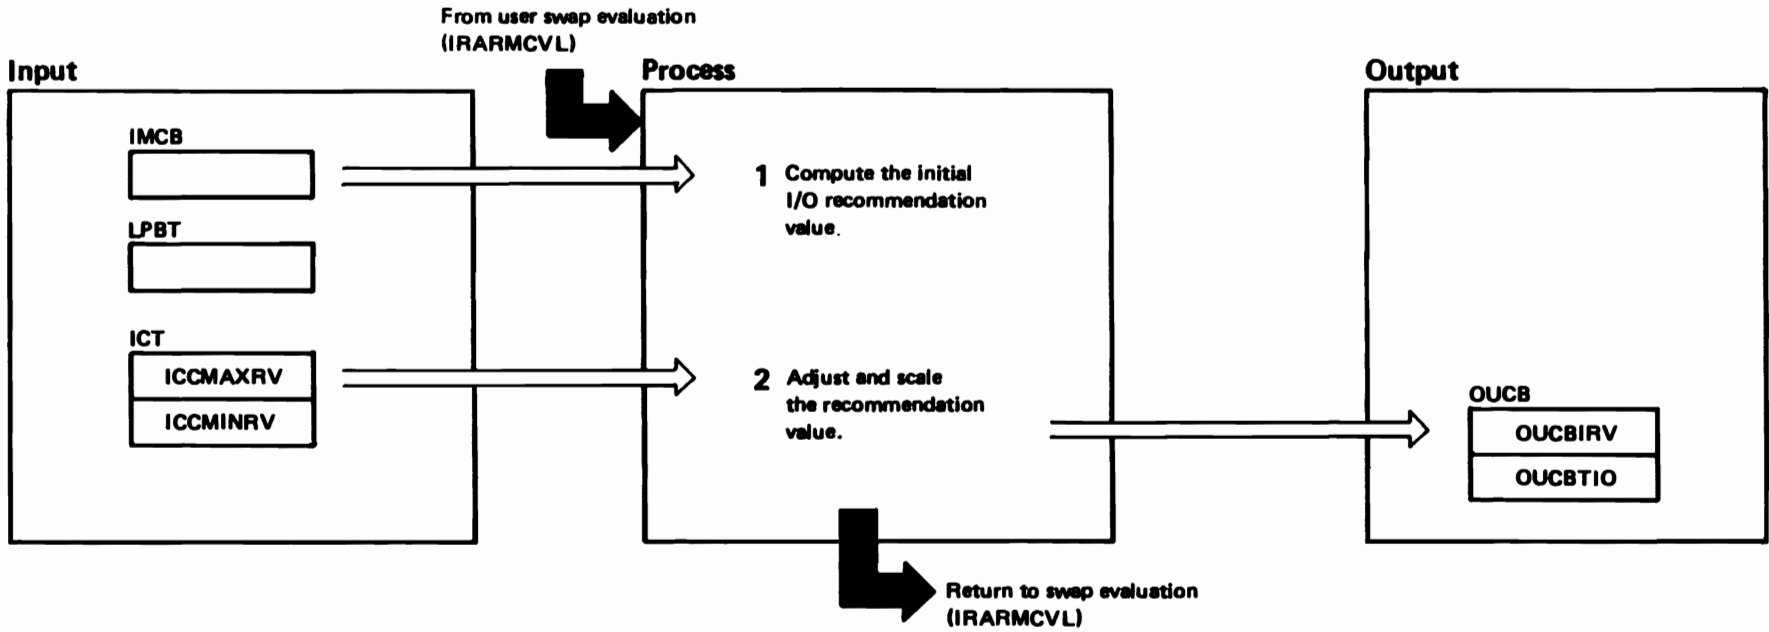 From user swap evaluation
(IRARMCVL)
Input
Process
Output
IMCB
LPBT
ICT
ICCMAXRV
ICCMINRV
1 Compute the initial
I/O recommendation
value.
2 Adjust and scale
the recommendation
value.
OUCB
OUCBIRV
OUCBTIO
Return to swap evaluation
(IRARMCVL)